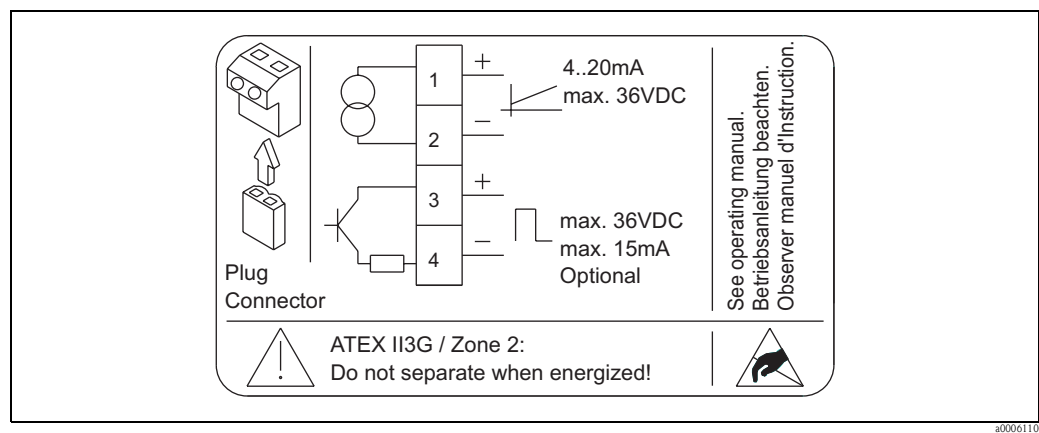 1
+
4..20mA
max. 36VDC
2
–
3
+
max. 36VDC
max. 15mA
Optional
4
–
Plug
Connector
See operating manual.
Betriebsanleitung beachten.
Observer manuel d'Instruction.
ATEX II3G / Zone 2:
Do not separate when energized!
a0006110